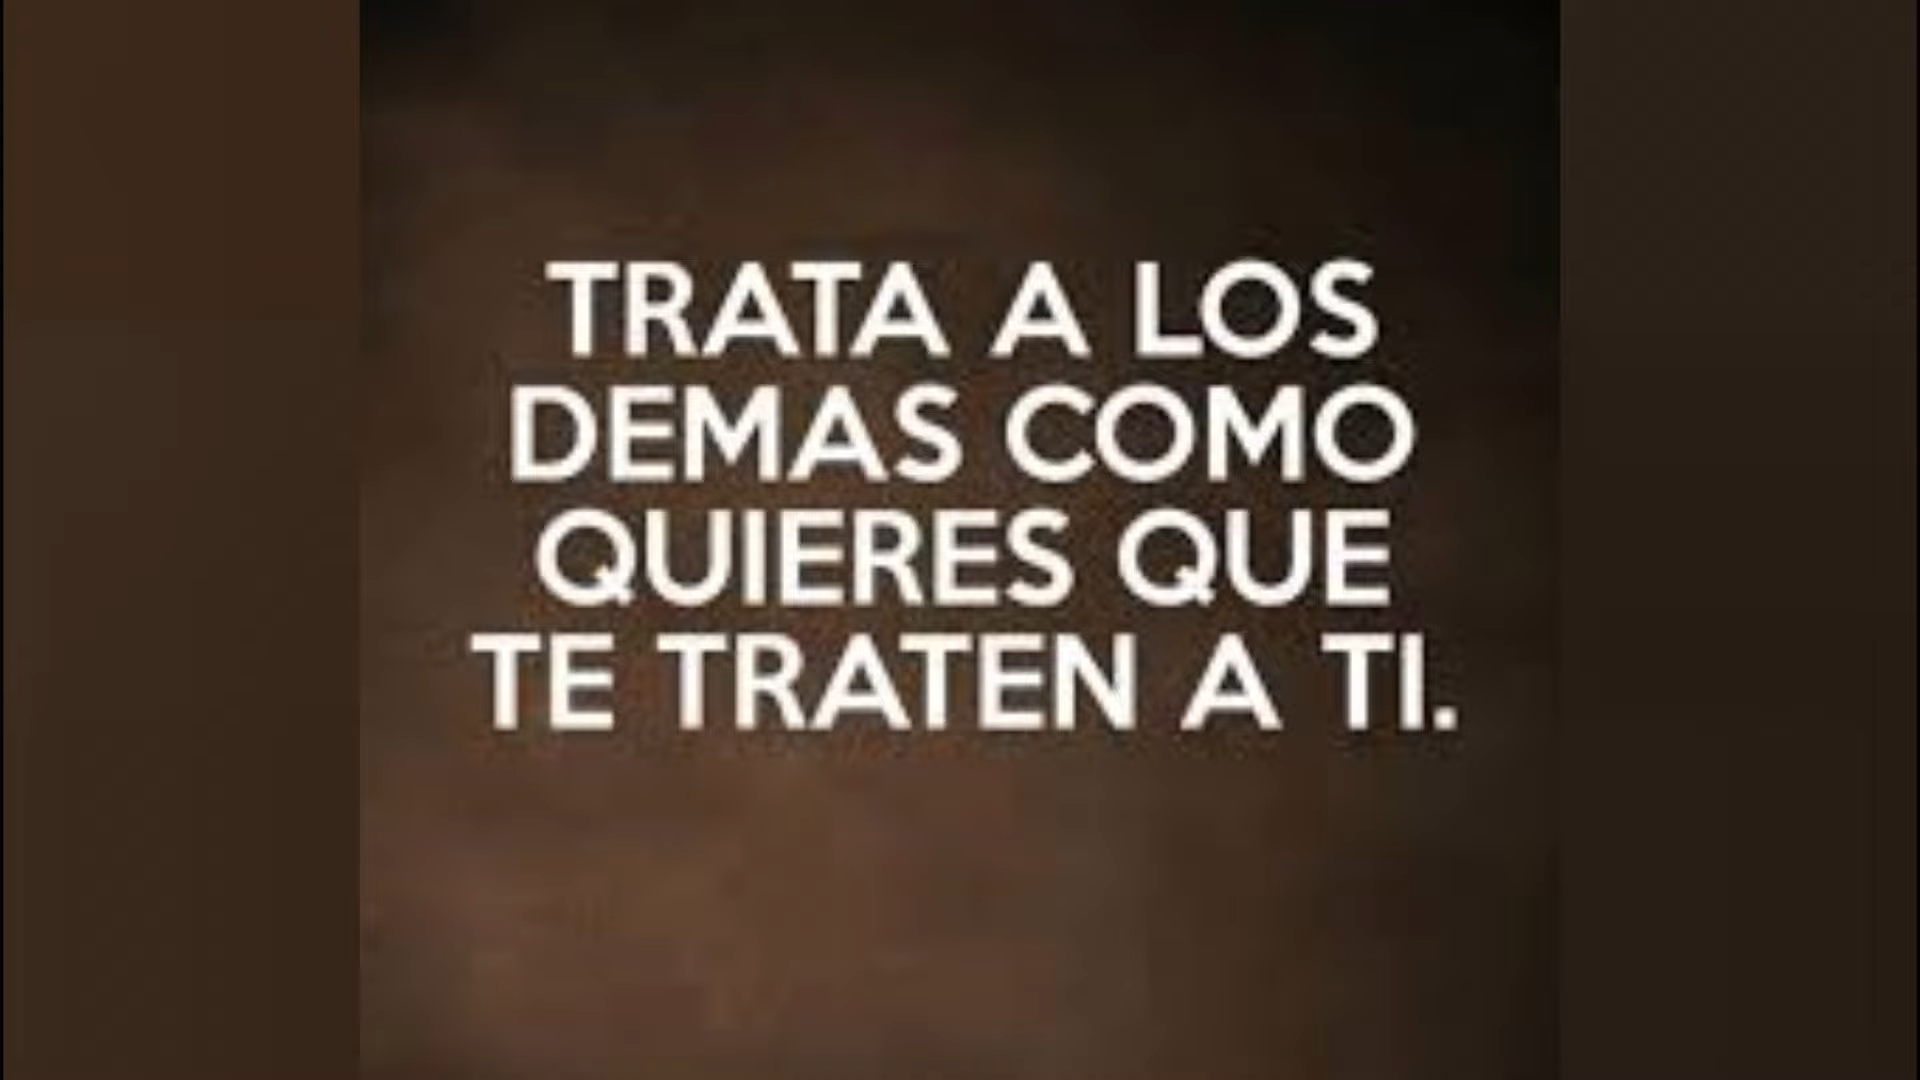 TRATA A LOS
DEMAS COMO
QUIERES QUE
TE TRATEN A TI.